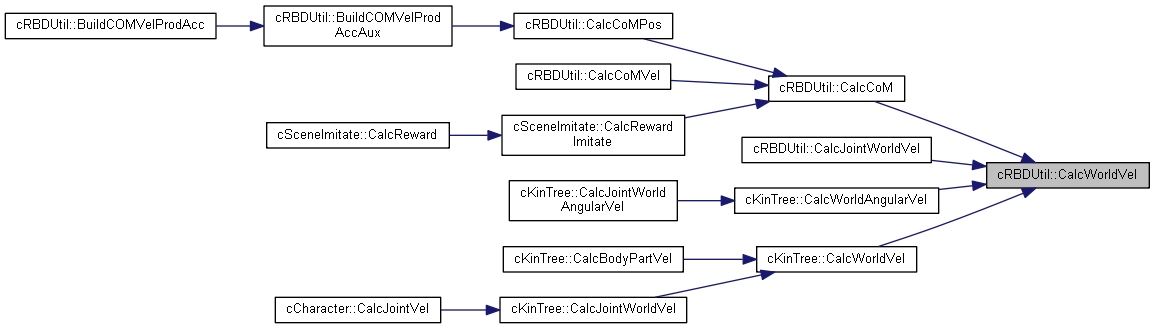 cRBDUtil::BuildCOMVelProdAcc
cRBDUtil::BuildCOMVelProd
AccAux
cRBDUtil::CalcCoMPos
cRBDUtil::CalcCoMVel
cRBDUtil::CalcCoM
cSceneImitate::CalcReward
cSceneImitate::CalcReward
Imitate
cRBDUtil::CalcJointWorldVel
cRBDUtil::CalcWorldVel
cKinTree::CalcJointWorld
AngularVel
cKinTree::CalcWorldAngularVel
cKinTree::CalcBodyPartVel
cKinTree::CalcWorldVel
cCharacter::CalcJointVel
cKinTree::CalcJointWorldVel